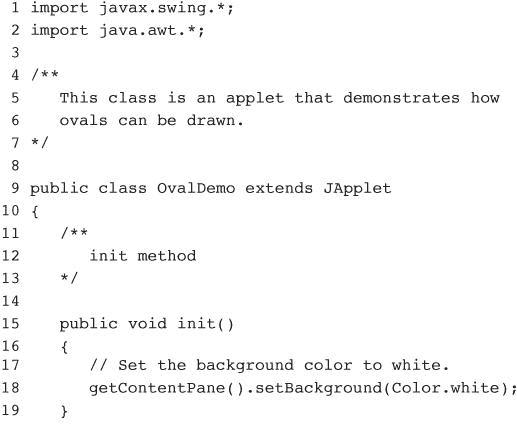 1 import javax.swing.*;
2 import java.awt.*;
3
4 /**
5    This class is an applet that demonstrates how
6    ovals can be drawn.
7 */
8
9 public class OvalDemo extends JApplet
10 {
11    /**
12       init method
13    */
14
15    public void init()
16    {
17       // Set the background color to white.
18       getContentPane().setBackground(Color.white);
19    }